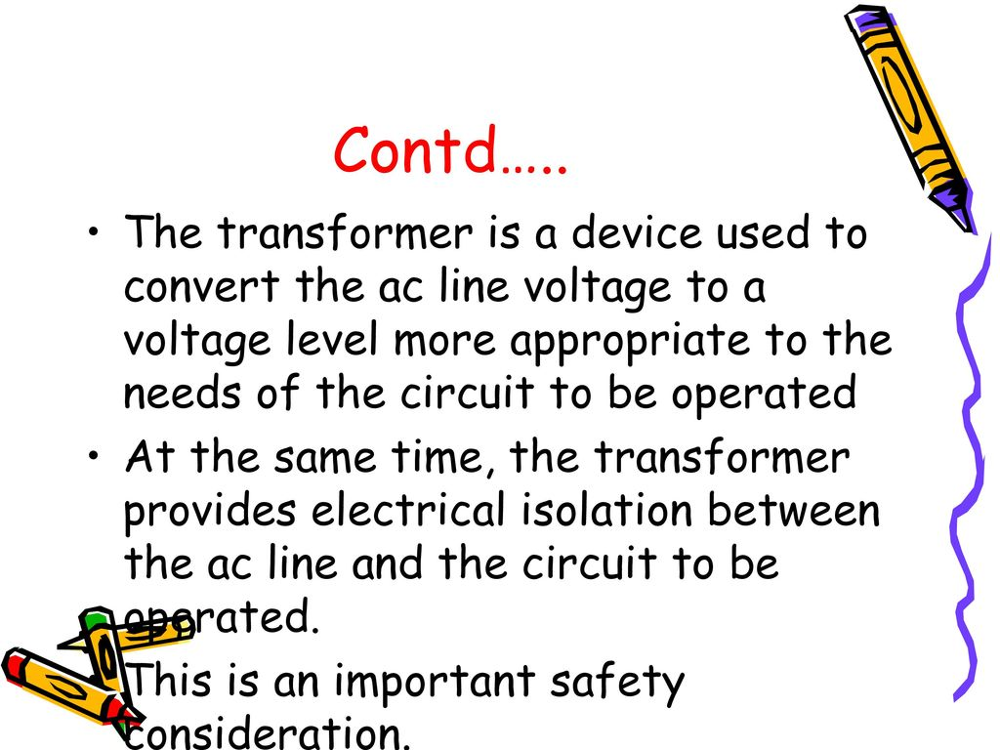 Contd…..
• The transformer is a device used to
convert the ac line voltage to a
voltage level more appropriate to the
needs of the circuit to be operated
• At the same time, the transformer
provides electrical isolation between
the ac line and the circuit to be
operated.
This is an important safety
consideration.